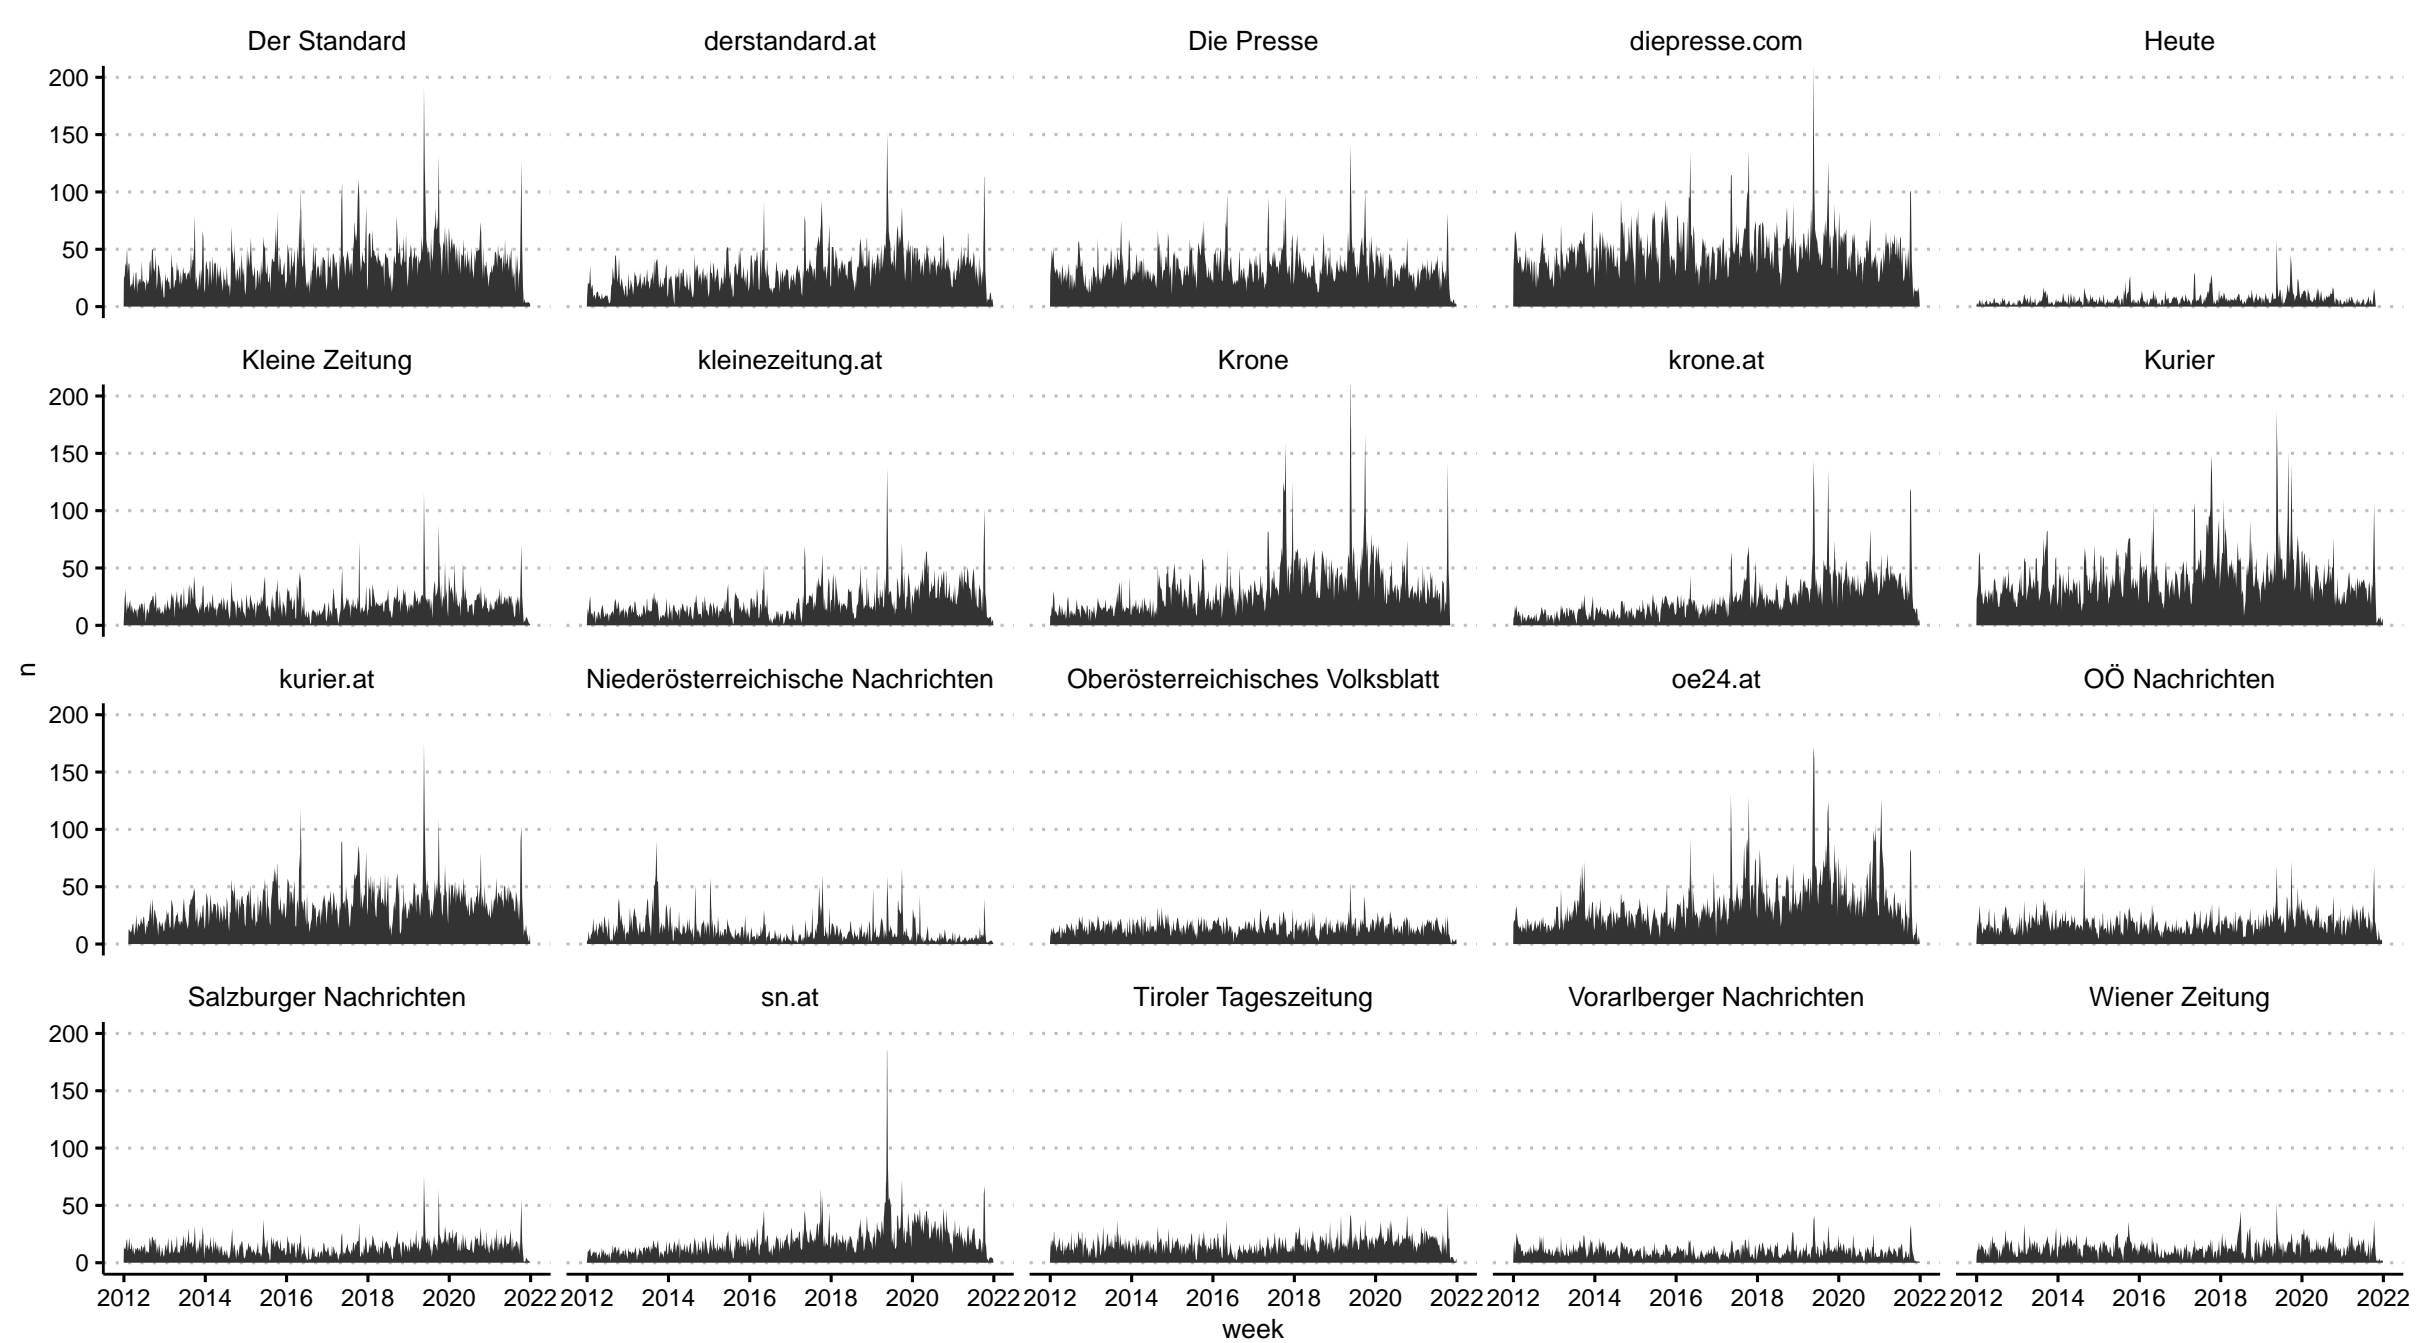 Der Standard derstandard.at Die Presse diepresse.com Heute
200
150
100
50
0
Kleine Zeitung kleinezeitung.at Krone krone.at Kurier
200
150
100
50
0
n
kurier.at Niederösterreichische Nachrichten Oberösterreichisches Volksblatt oe24.at OÖ Nachrichten
200
150
100
50
0
Salzburger Nachrichten sn.at Tiroler Tageszeitung Vorarlberger Nachrichten Wiener Zeitung
200
150
100
50
0
2012 2014 2016 2018 2020 2022 2012 2014 2016 2018 2020 2022 2012 2014 2016 2018 2020 2022 2012 2014 2016 2018 2020 2022 2012 2014 2016 2018 2020 2022
week